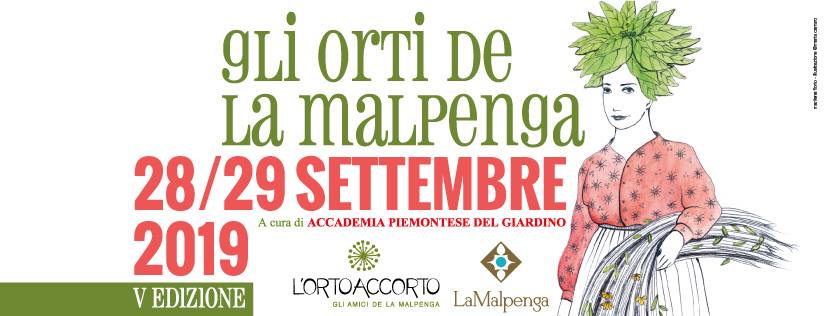 gli orti de
la malpenga
28/29 SETTEMBRE
2019
A cura di ACCADEMIA PIEMONTESE DEL GIARDINO
V EDIZIONE
L'ORTOACCORTO
GLI AMICI DE LA MALPENGA
LaMalpenga